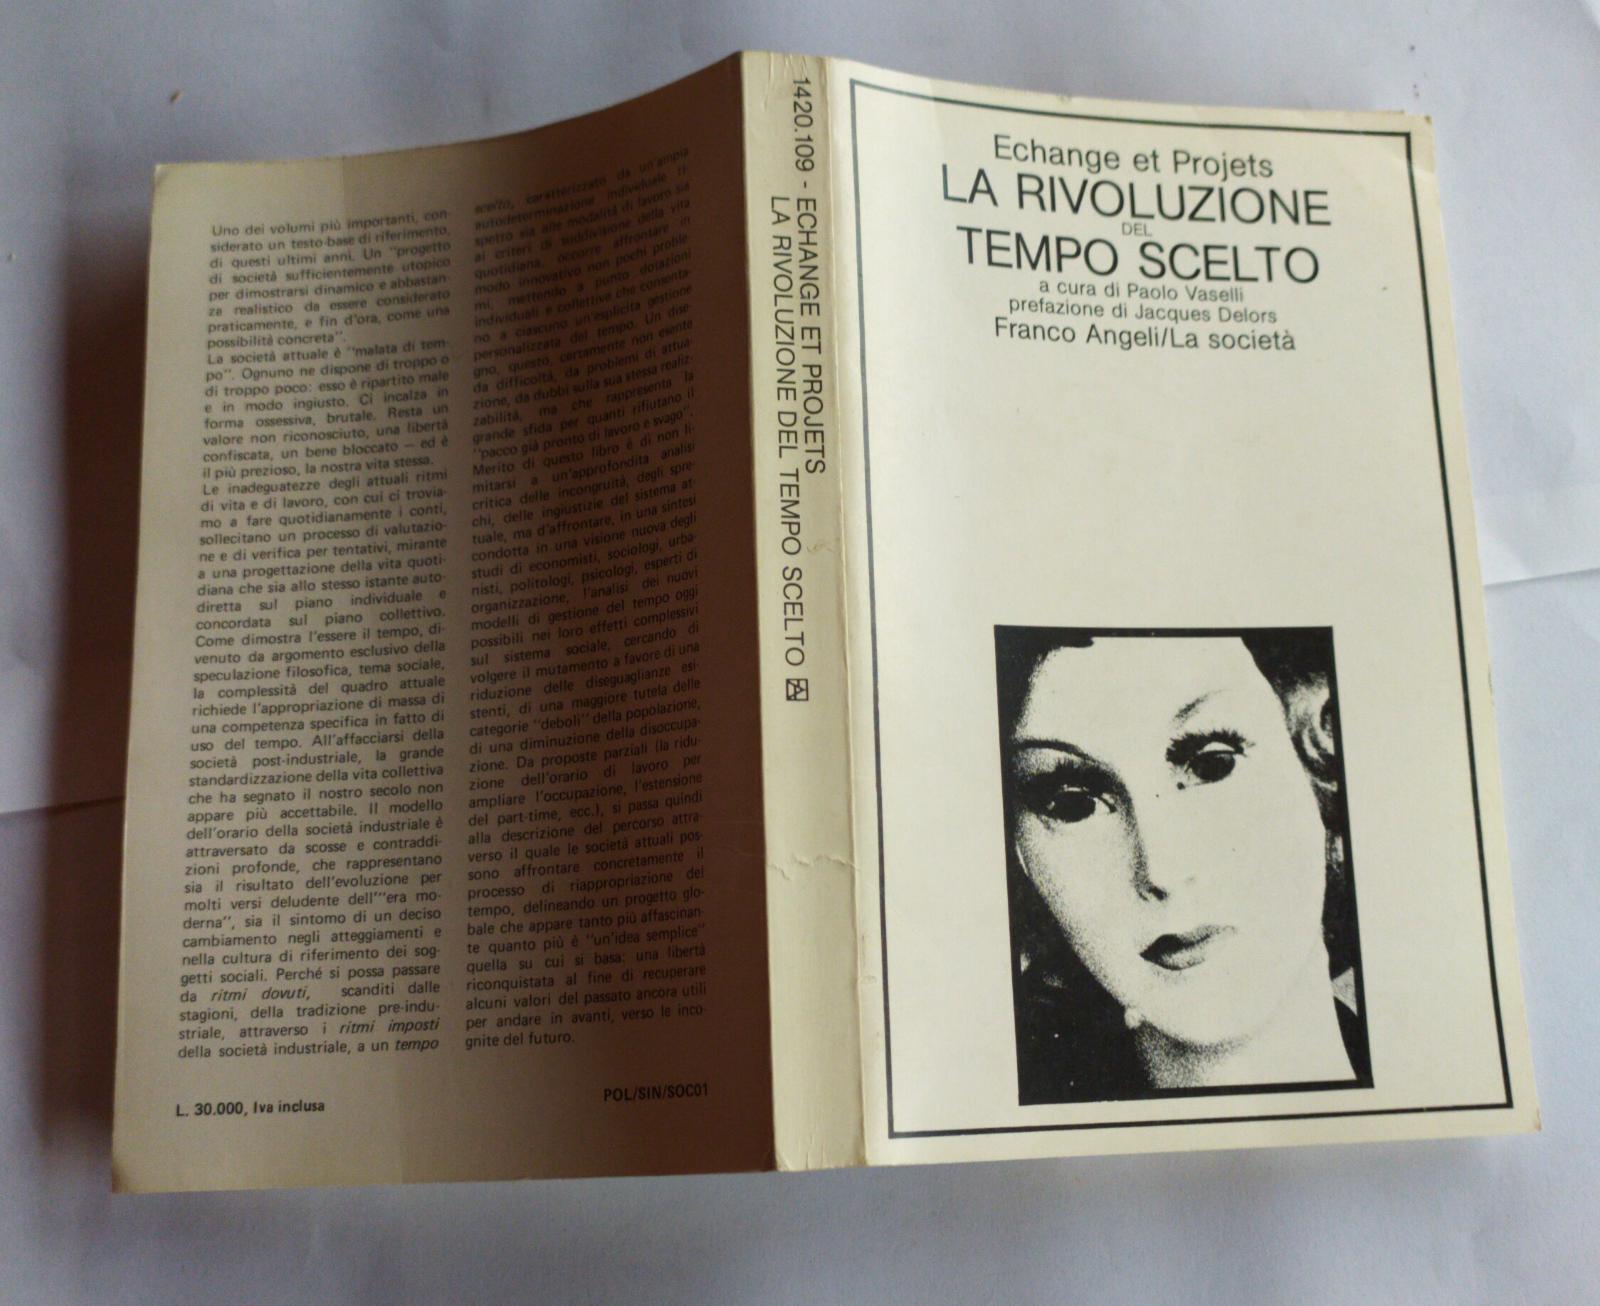 Uno dei volumi più importanti, con-
siderato un testo-base di riferimento,
di questi ultimi anni. Un "progetto
di società sufficientemente utopico
per dimostrarsi dinamico e abbastan-
za realistico da essere considerato
praticamente, e fin d'ora, come una
possibilità concreta".
La società attuale è "malata di tem-
po". Ognuno ne dispone di troppo o
di troppo poco: esso è ripartito male
e in modo ingiusto. Ci incalza in
forma ossessiva, brutale. Resta un
valore non riconosciuto, una libertà
confiscata, un bene bloccato — ed è
il più prezioso, la nostra vita stessa.
Le inadeguatezze degli attuali ritmi
di vita e di lavoro, con cui ci trovia-
mo a fare quotidianamente i conti,
sollecitano un processo di valutazio-
ne e di verifica per tentativi, mirante
a una progettazione della vita quoti-
diana che sia allo stesso istante auto-
diretta sul piano individuale e
concordata sul piano collettivo.
Come dimostra l'essere il tempo, di-
venuto da argomento esclusivo della
speculazione filosofica, tema sociale,
la complessità del quadro attuale
richiede l'appropriazione di massa di
una competenza specifica in fatto di
uso del tempo. All'affacciarsi della
società post-industriale, la grande
standardizzazione della vita collettiva
che ha segnato il nostro secolo non
appare più accettabile. Il modello
dell'orario della società industriale è
attraversato da scosse e contraddi-
zioni profonde, che rappresentano
sia il risultato dell'evoluzione per
molti versi deludente dell'"era mo-
derna", sia il sintomo di un deciso
cambiamento negli atteggiamenti e
nella cultura di riferimento dei sog-
getti sociali. Perché si possa passare
da ritmi dovuti, scanditi dalle
stagioni, della tradizione pre-indu-
striale, attraverso i ritmi imposti
della società industriale, a un tempo
scelto, caratterizzato da un'ampia
autodeterminazione individuale ri-
spetto sia alle modalità di lavoro sia
ai criteri di suddivisione della vita
quotidiana, occorre affrontare in
modo innovativo non pochi proble-
mi, mettendo a punto dotazioni
individuali e collettive che consenta-
no a ciascuno un'esplicita gestione
personalizzata del tempo. Un dise-
gno, questo, certamente non esente
da difficoltà, da problemi di attua-
zione, da dubbi sulla sua stessa realiz-
zabilità, ma che rappresenta la
grande sfida per quanti rifiutano il
"pacco già pronto di lavoro e svago".
Merito di questo libro è di non li-
mitarsi a un'approfondita analisi
critica delle incongruità, degli spre-
chi, delle ingiustizie del sistema at-
tuale, ma d'affrontare, in una sintesi
condotta in una visione nuova degli
studi di economisti, sociologi, urba-
nisti, politologi, psicologi, esperti di
organizzazione, l'analisi dei nuovi
modelli di gestione del tempo oggi
possibili nei loro effetti complessivi
sul sistema sociale, cercando di
volgere il mutamento a favore di una
riduzione delle diseguaglianze esi-
stenti, di una maggiore tutela delle
categorie "deboli" della popolazione,
di una diminuzione della disoccupa-
zione. Da proposte parziali (la ridu-
zione dell'orario di lavoro per
ampliare l'occupazione, l'estensione
del part-time, ecc.), si passa quindi
alla descrizione del percorso attra-
verso il quale le società attuali pos-
sono affrontare concretamente il
processo di riappropriazione del
tempo, delineando un progetto glo-
bale che appare tanto più affascinan-
te quanto più è "un'idea semplice"
quella su cui si basa: una libertà
riconquistata al fine di recuperare
alcuni valori del passato ancora utili
per andare in avanti, verso le inco-
gnite del futuro.
L. 30.000, Iva inclusa
POL/SIN/SOC01
1420.109 - ECHANGE ET PROJETS
LA RIVOLUZIONE DEL TEMPO SCELTO
Echange et Projets
LA RIVOLUZIONE
DEL
TEMPO SCELTO
a cura di Paolo Vaselli
prefazione di Jacques Delors
Franco Angeli/La società